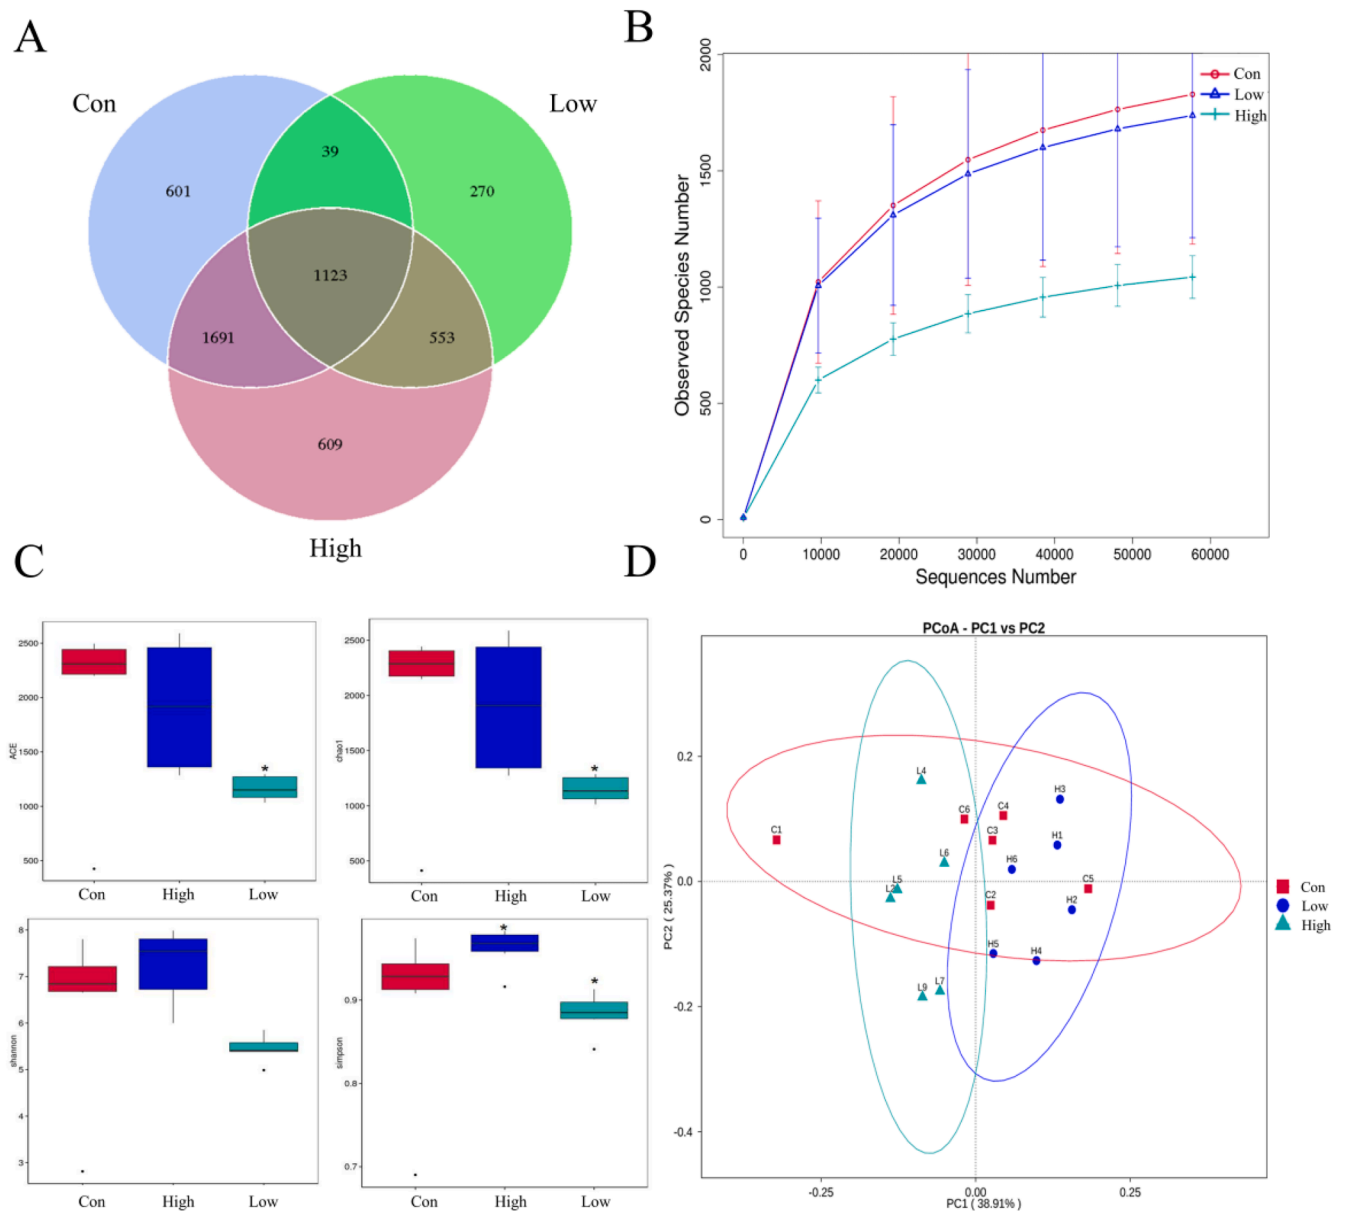 A
Con
Low
39
601
270
1123
1691
553
609
High
B
2000
1500
1000
500
0
Observed Species Number
Con
Low
High
0
10000
20000
30000
40000
50000
60000
Sequences Number
C
2500
2000
1500
1000
500
ACE
*
Con
High
Low
2500
2000
1500
1000
500
chao1
*
Con
High
Low
8
7
6
5
4
3
shannon
Con
High
Low
0.9
0.8
0.7
simpson
*
*
Con
High
Low
D
PCoA - PC1 vs PC2
0.2
0.0
-0.2
-0.4
PC2 ( 25.37% )
L4
H3
C6
C4
C1
C3
H1
L6
H6
L5
L2
C5
C2
H2
H5
H4
L7
L9
Con
Low
High
-0.25
0.00
0.25
PC1 ( 38.91% )